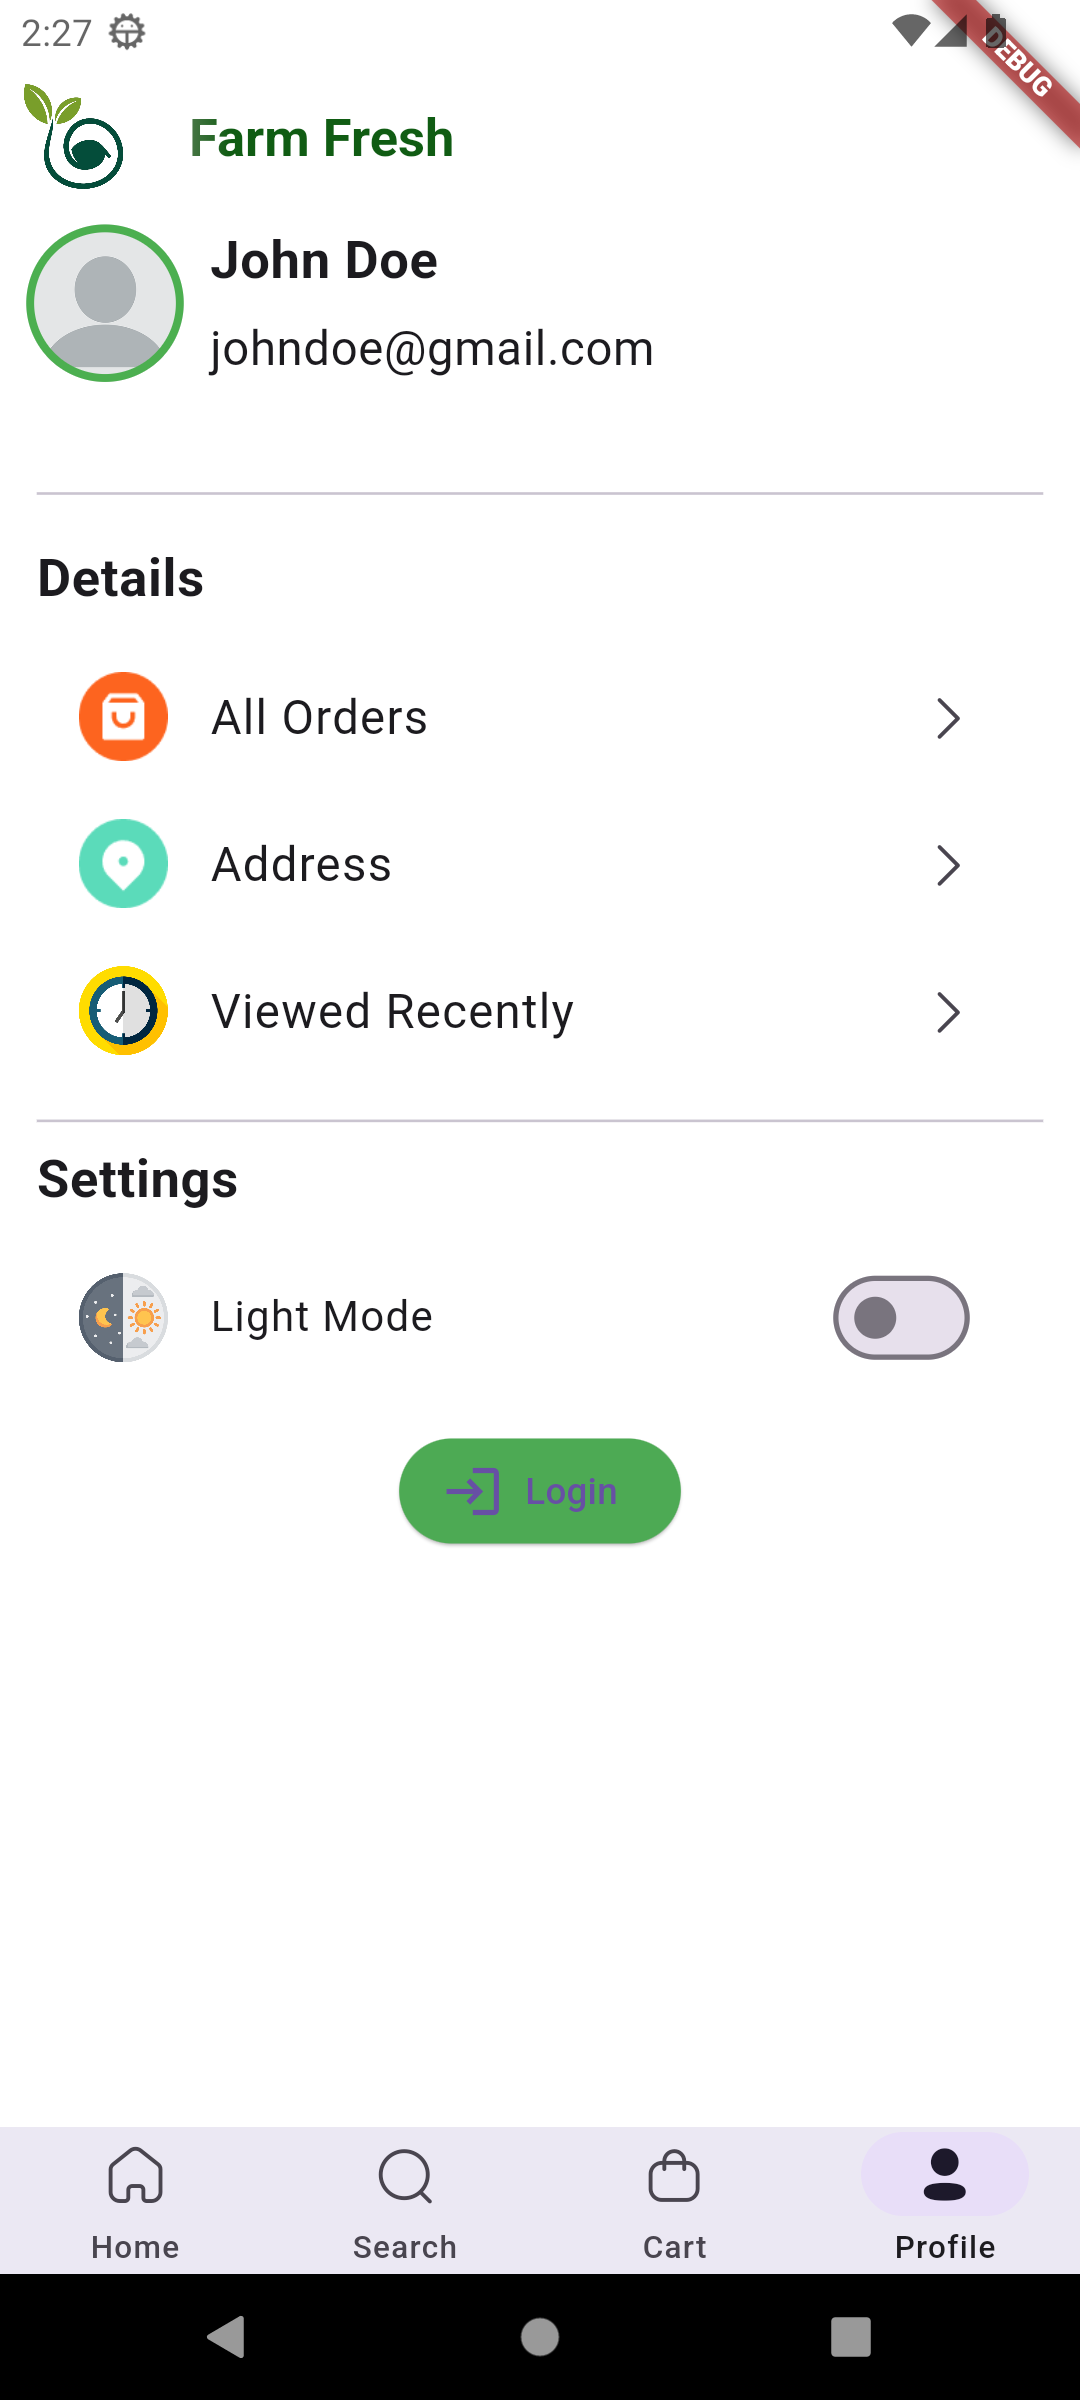 2:27
DEBUG
Farm Fresh
John Doe
johndoe@gmail.com
Details
All Orders
Address
Viewed Recently
Settings
Light Mode
Login
Home
Search
Cart
Profile